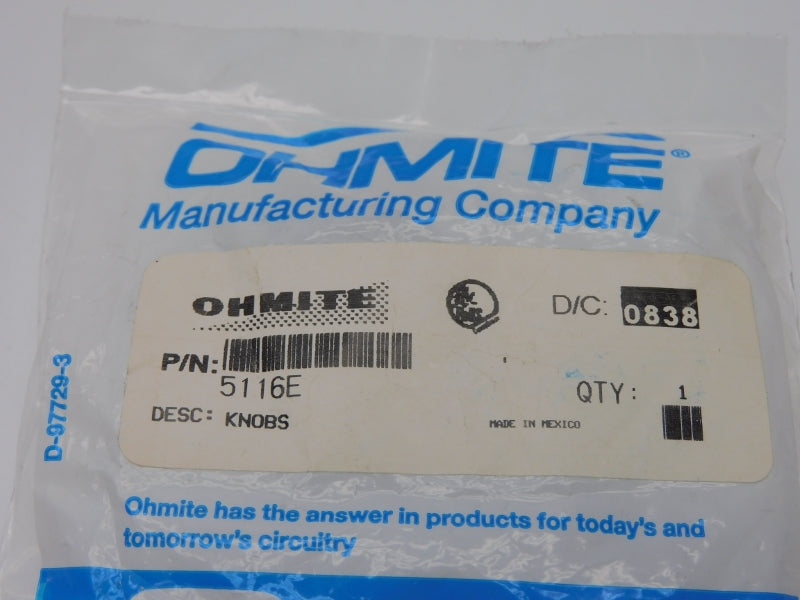 OHMITE®
Manufacturing Company
OHMITE
D/C: 0838
P/N:
5116E
QTY: 1
DESC: KNOBS
MADE IN MEXICO
D-97729-3
Ohmite has the answer in products for today's and
tomorrow's circuitry